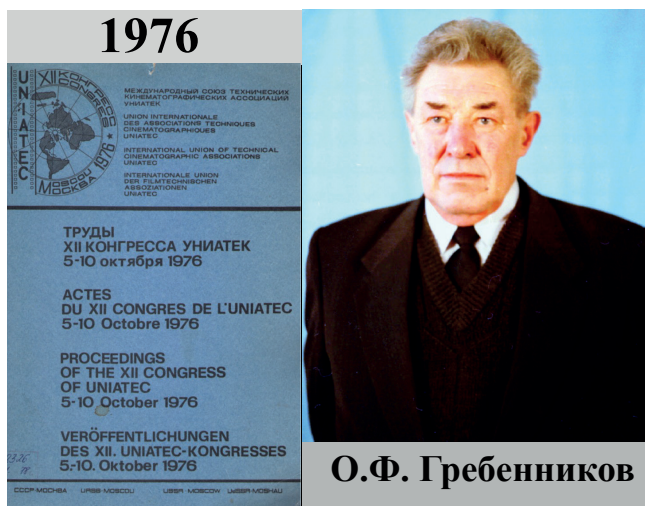 1976
UNIATEC
XII КОНГРЕСС
CONGRES
MOSCOU
МОСКВА 1976
МЕЖДУНАРОДНЫЙ СОЮЗ ТЕХНИЧЕСКИХ
КИНЕМАТОГРАФИЧЕСКИХ АССОЦИАЦИЙ
УНИАТЕК
UNION INTERNATIONALE
DES ASSOCIATIONS TECHNIQUES
CINEMATOGRAPHIQUES
UNIATEC
INTERNATIONAL UNION OF TECHNICAL
CINEMATOGRAPHIC ASSOCIATIONS
UNIATEC
INTERNATIONALE UNION
DER FILMTECHNISCHEN
ASSOZIATIONEN
UNIATEC
ТРУДЫ
XII КОНГРЕССА УНИАТЕК
5-10 октября 1976
ACTES
DU XII CONGRES DE L'UNIATEC
5-10 Octobre 1976
PROCEEDINGS
OF THE XII CONGRESS
OF UNIATEC
5-10 October 1976
VERÖFFENTLICHUNGEN
DES XII. UNIATEC-KONGRESSES
5.-10. Oktober 1976
СССР-МОСКВА URSS-MOSCOU USSR-MOSCOW UdSSR-MOSKAU
О.Ф. Гребенников